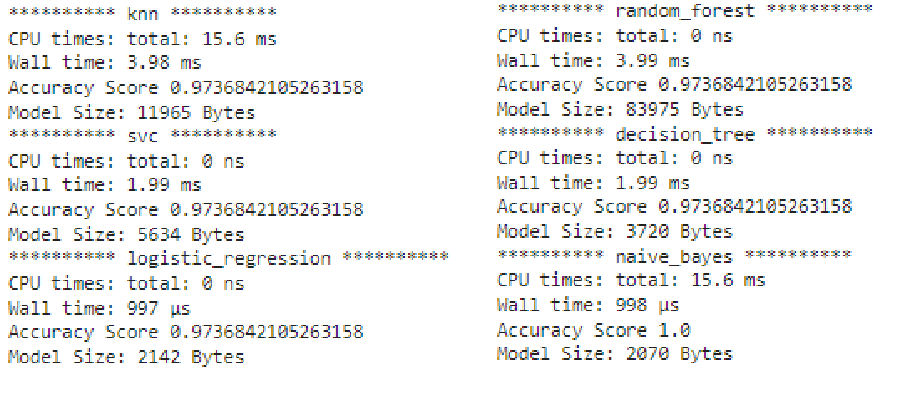 ********** knn **********
CPU times: total: 15.6 ms
Wall time: 3.98 ms
Accuracy Score 0.9736842105263158
Model Size: 11965 Bytes
********** svc **********
CPU times: total: 0 ns
Wall time: 1.99 ms
Accuracy Score 0.9736842105263158
Model Size: 5634 Bytes
********** logistic_regression **********
CPU times: total: 0 ns
Wall time: 997 µs
Accuracy Score 0.9736842105263158
Model Size: 2142 Bytes
********** random_forest **********
CPU times: total: 0 ns
Wall time: 3.99 ms
Accuracy Score 0.9736842105263158
Model Size: 83975 Bytes
********** decision_tree **********
CPU times: total: 0 ns
Wall time: 1.99 ms
Accuracy Score 0.9736842105263158
Model Size: 3720 Bytes
********** naive_bayes **********
CPU times: total: 15.6 ms
Wall time: 998 µs
Accuracy Score 1.0
Model Size: 2070 Bytes